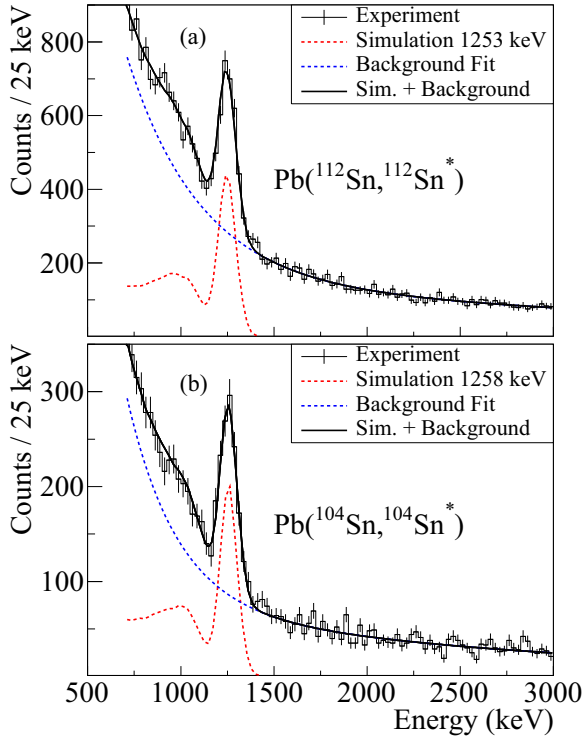 Counts / 25 keV
800
600
400
200
(a)
Experiment
Simulation 1253 keV
Background Fit
Sim. + Background
Pb(¹¹²Sn,¹¹²Sn*)
Counts / 25 keV
300
200
100
(b)
Experiment
Simulation 1258 keV
Background Fit
Sim. + Background
Pb(¹⁰⁴Sn,¹⁰⁴Sn*)
500 1000 1500 2000 2500 3000
Energy (keV)